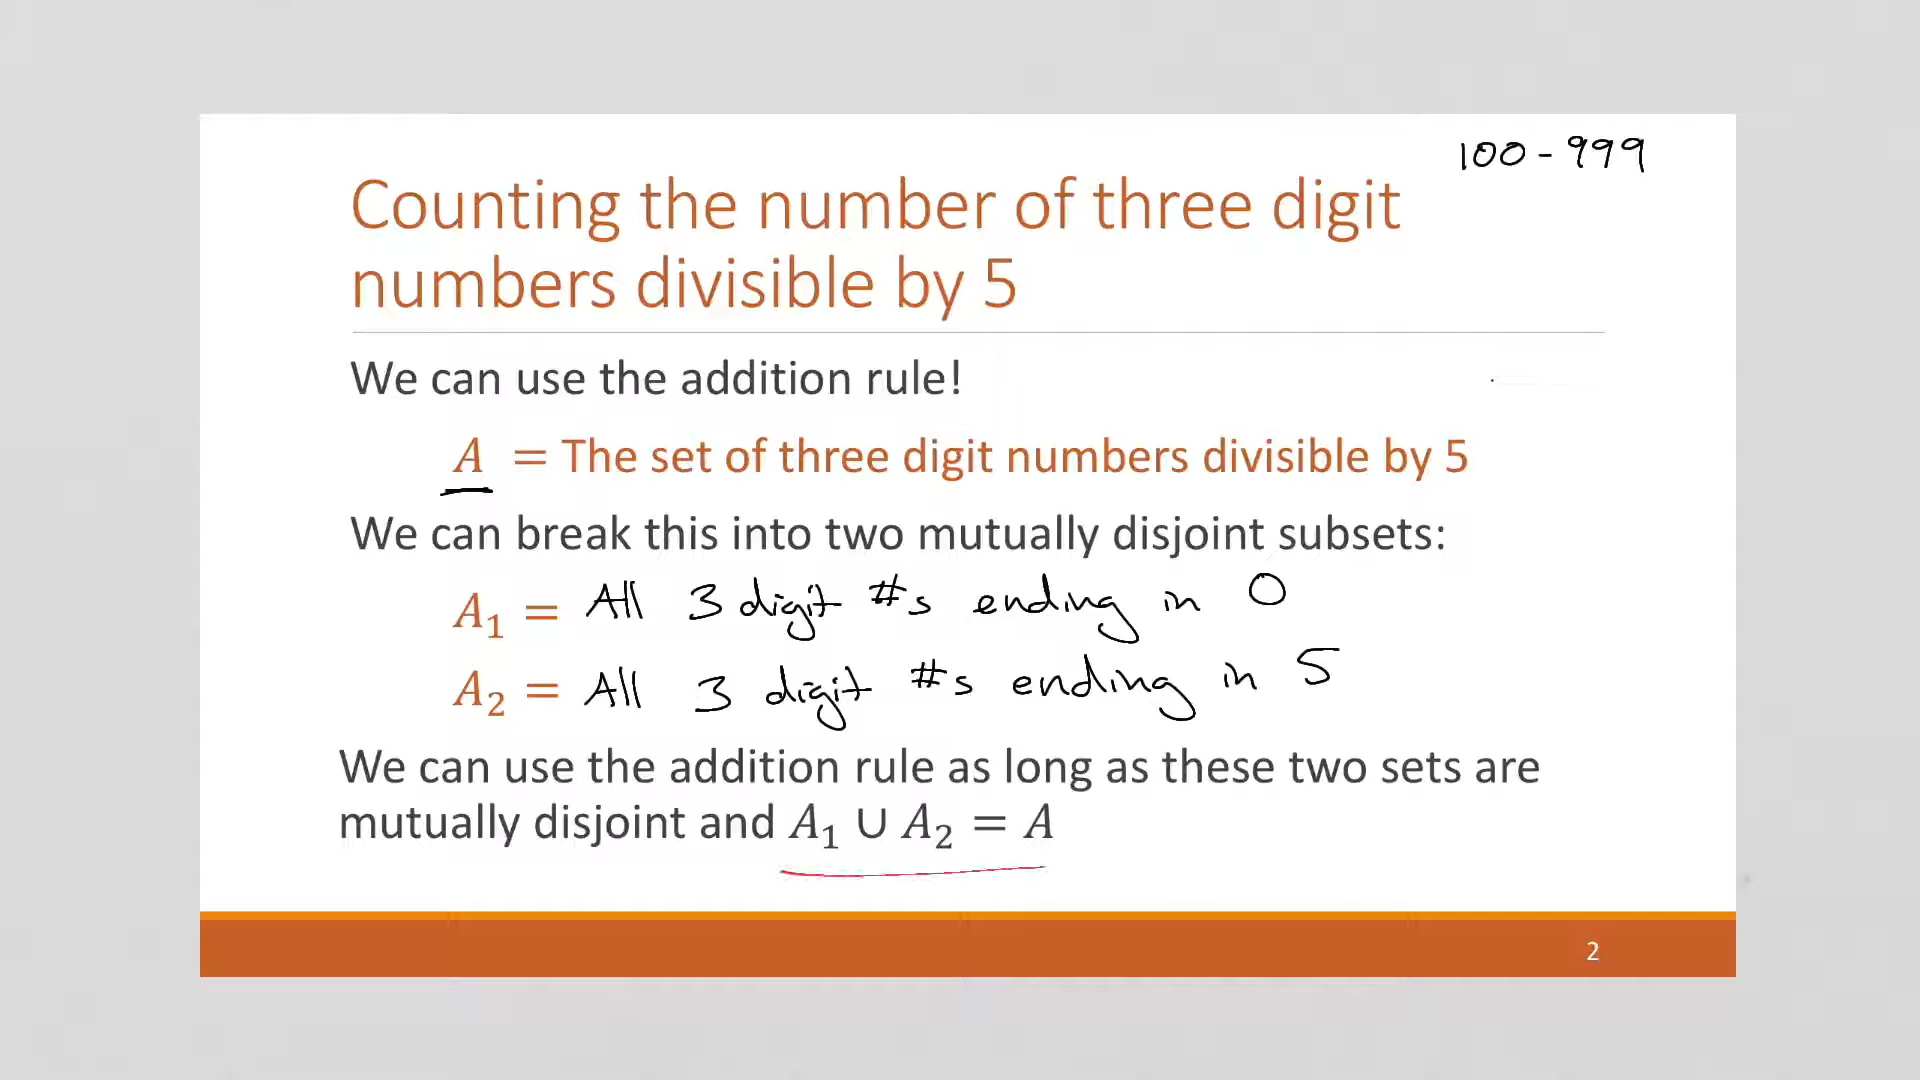 100 - 999
Counting the number of three digit
numbers divisible by 5
We can use the addition rule!
A = The set of three digit numbers divisible by 5
We can break this into two mutually disjoint subsets:
A₁ = All 3 digit #s ending in 0
A₂ = All 3 digit #s ending in 5
We can use the addition rule as long as these two sets are
mutually disjoint and A₁ ∪ A₂ = A
2